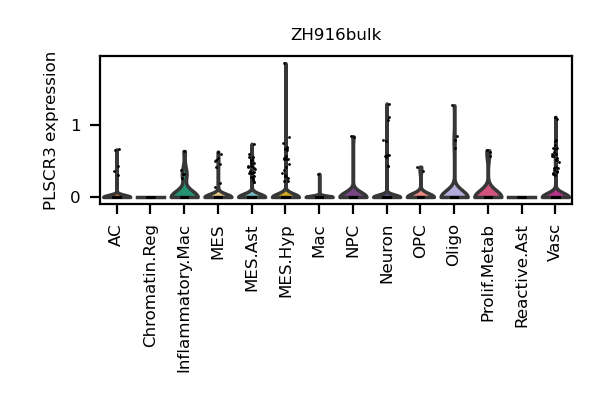 ZH916bulk
PLSCR3 expression
1
0
AC
Chromatin.Reg
Inflammatory.Mac
MES
MES.Ast
MES.Hyp
Mac
NPC
Neuron
OPC
Oligo
Prolif.Metab
Reactive.Ast
Vasc